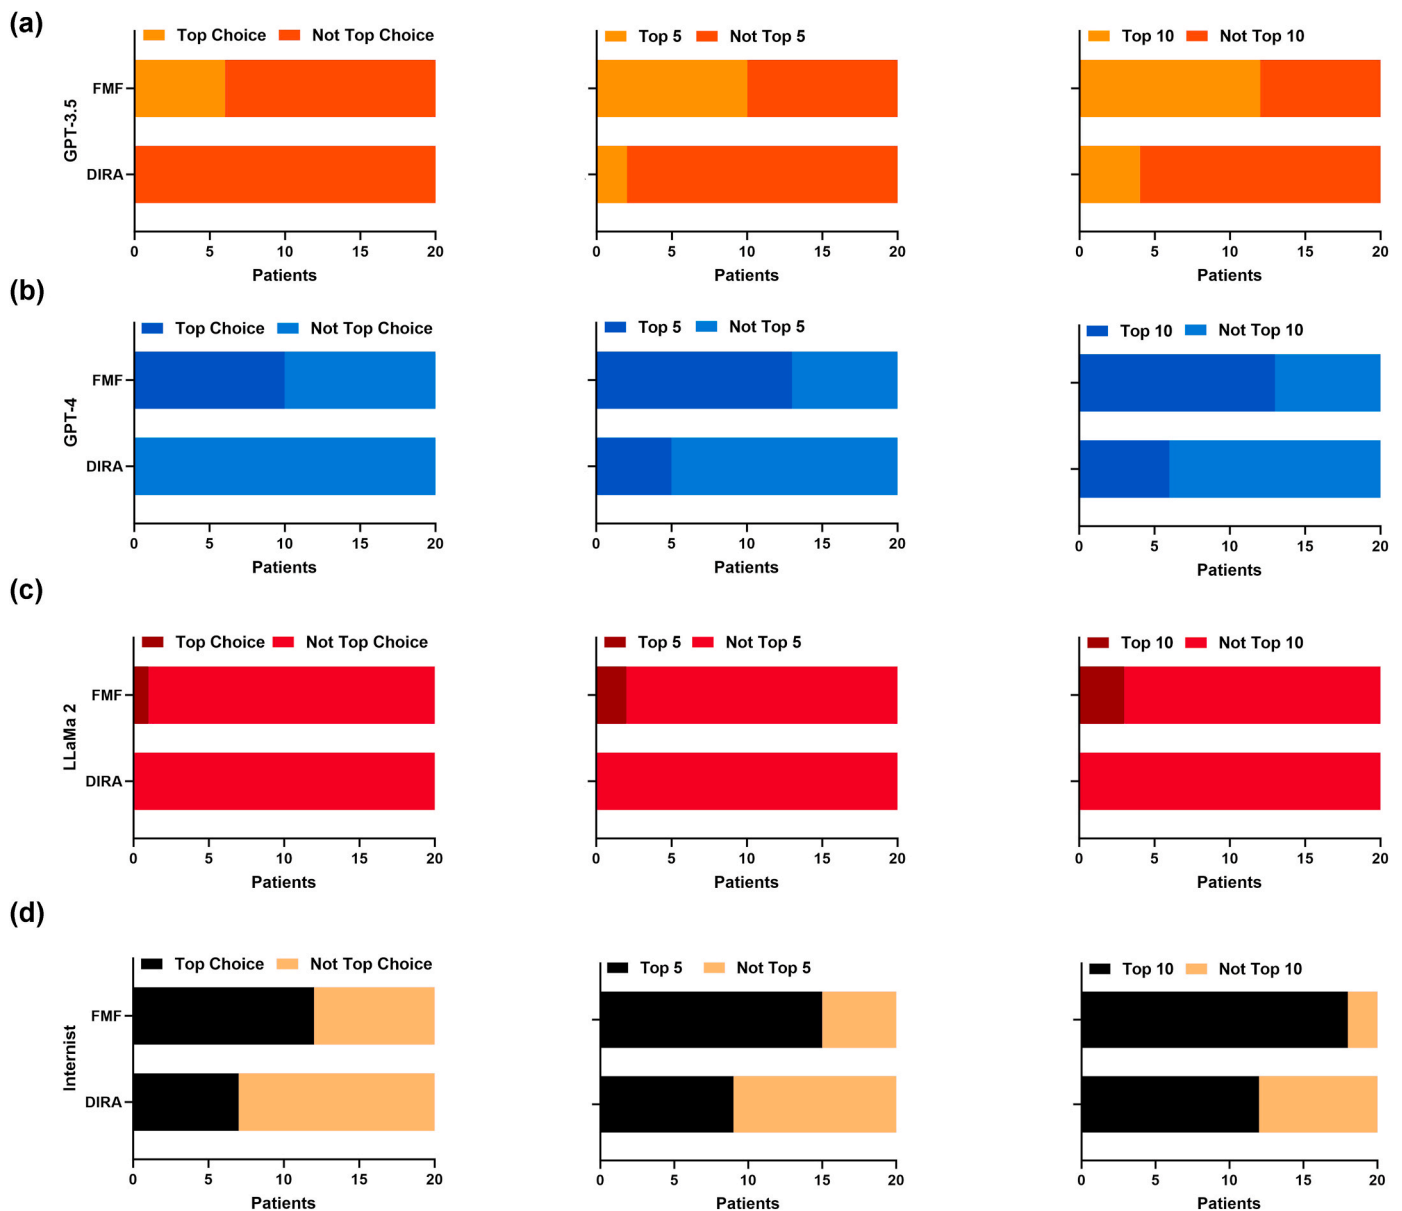 (a)
Top Choice Not Top Choice
Top 5 Not Top 5
Top 10 Not Top 10
GPT-3.5
FMF
DIRA
0 5 10 15 20
0 5 10 15 20
0 5 10 15 20
Patients
Patients
Patients
(b)
Top Choice Not Top Choice
Top 5 Not Top 5
Top 10 Not Top 10
GPT-4
FMF
DIRA
0 5 10 15 20
0 5 10 15 20
0 5 10 15 20
Patients
Patients
Patients
(c)
Top Choice Not Top Choice
Top 5 Not Top 5
Top 10 Not Top 10
LLaMa 2
FMF
DIRA
0 5 10 15 20
0 5 10 15 20
0 5 10 15 20
Patients
Patients
Patients
(d)
Top Choice Not Top Choice
Top 5 Not Top 5
Top 10 Not Top 10
Internist
FMF
DIRA
0 5 10 15 20
0 5 10 15 20
0 5 10 15 20
Patients
Patients
Patients